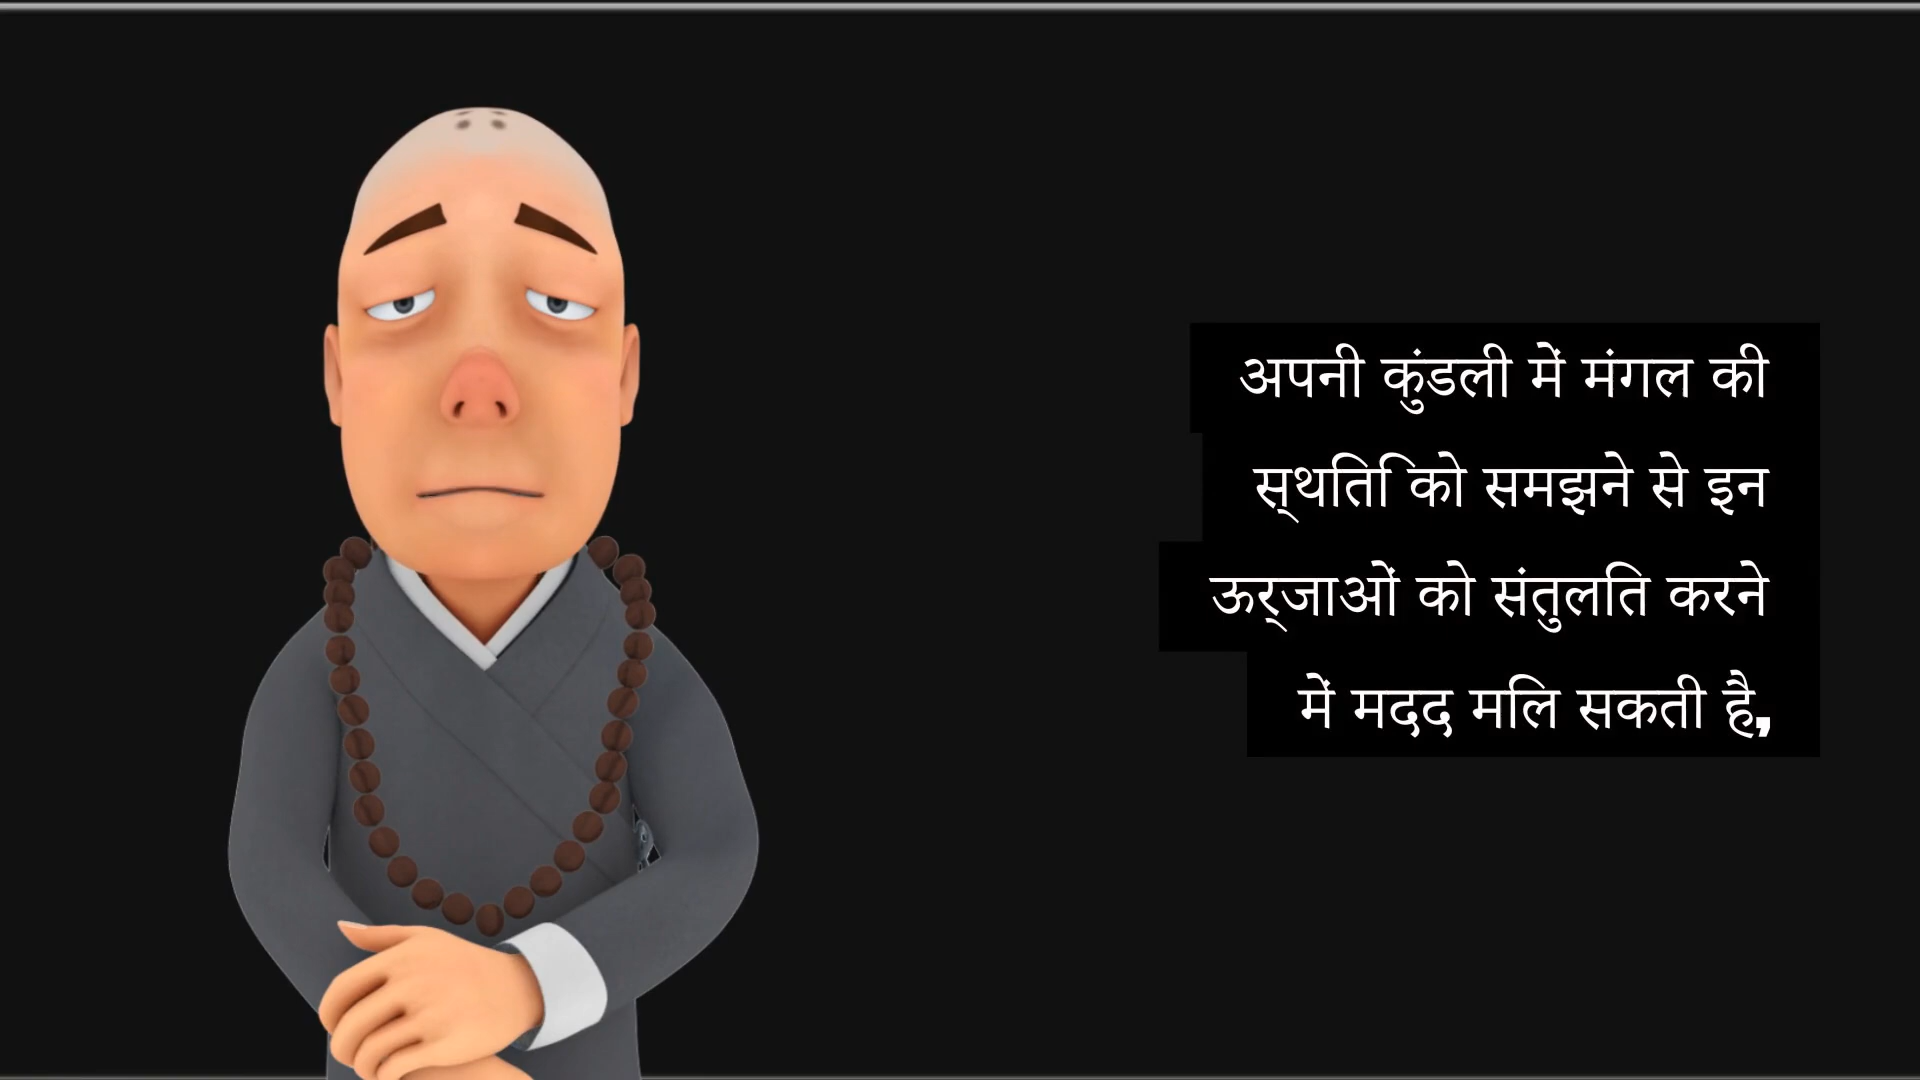 अपनी कुंडली में मंगल की
स्थिति को समझने से इन
ऊर्जाओं को संतुलित करने
में मदद मिल सकती है,